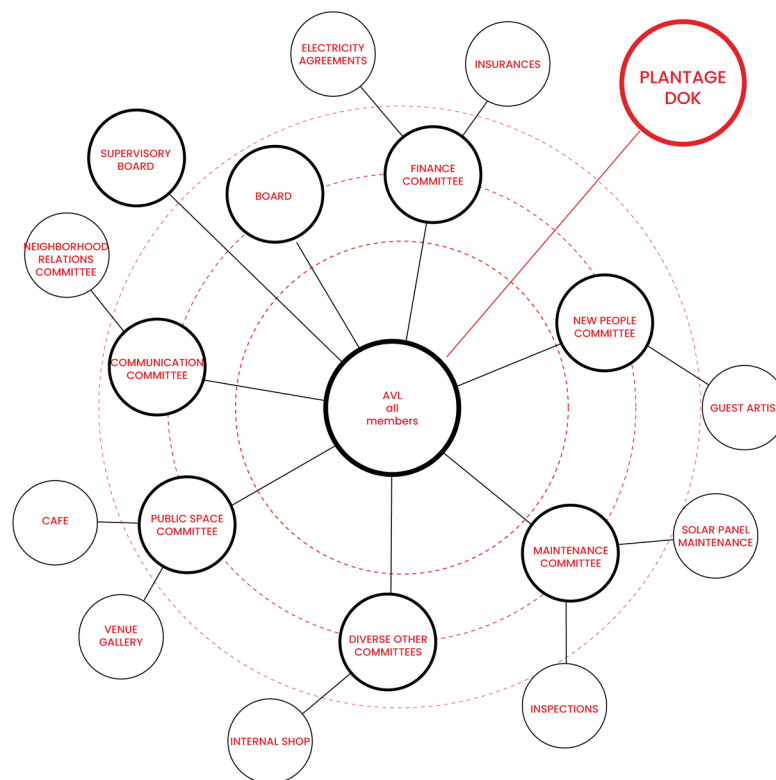 ELECTRICITY
AGREEMENTS
INSURANCES
PLANTAGE
DOK
SUPERVISORY
BOARD
BOARD
FINANCE
COMMITTEE
NEIGHBORHOOD
RELATIONS
COMMITTEE
NEW PEOPLE
COMMITTEE
COMMUNICATION
COMMITTEE
AVL
all
members
GUEST ARTIS
CAFE
PUBLIC SPACE
COMMITTEE
SOLAR PANEL
MAINTENANCE
MAINTENANCE
COMMITTEE
VENUE
GALLERY
DIVERSE OTHER
COMMITTEES
INSPECTIONS
INTERNAL SHOP